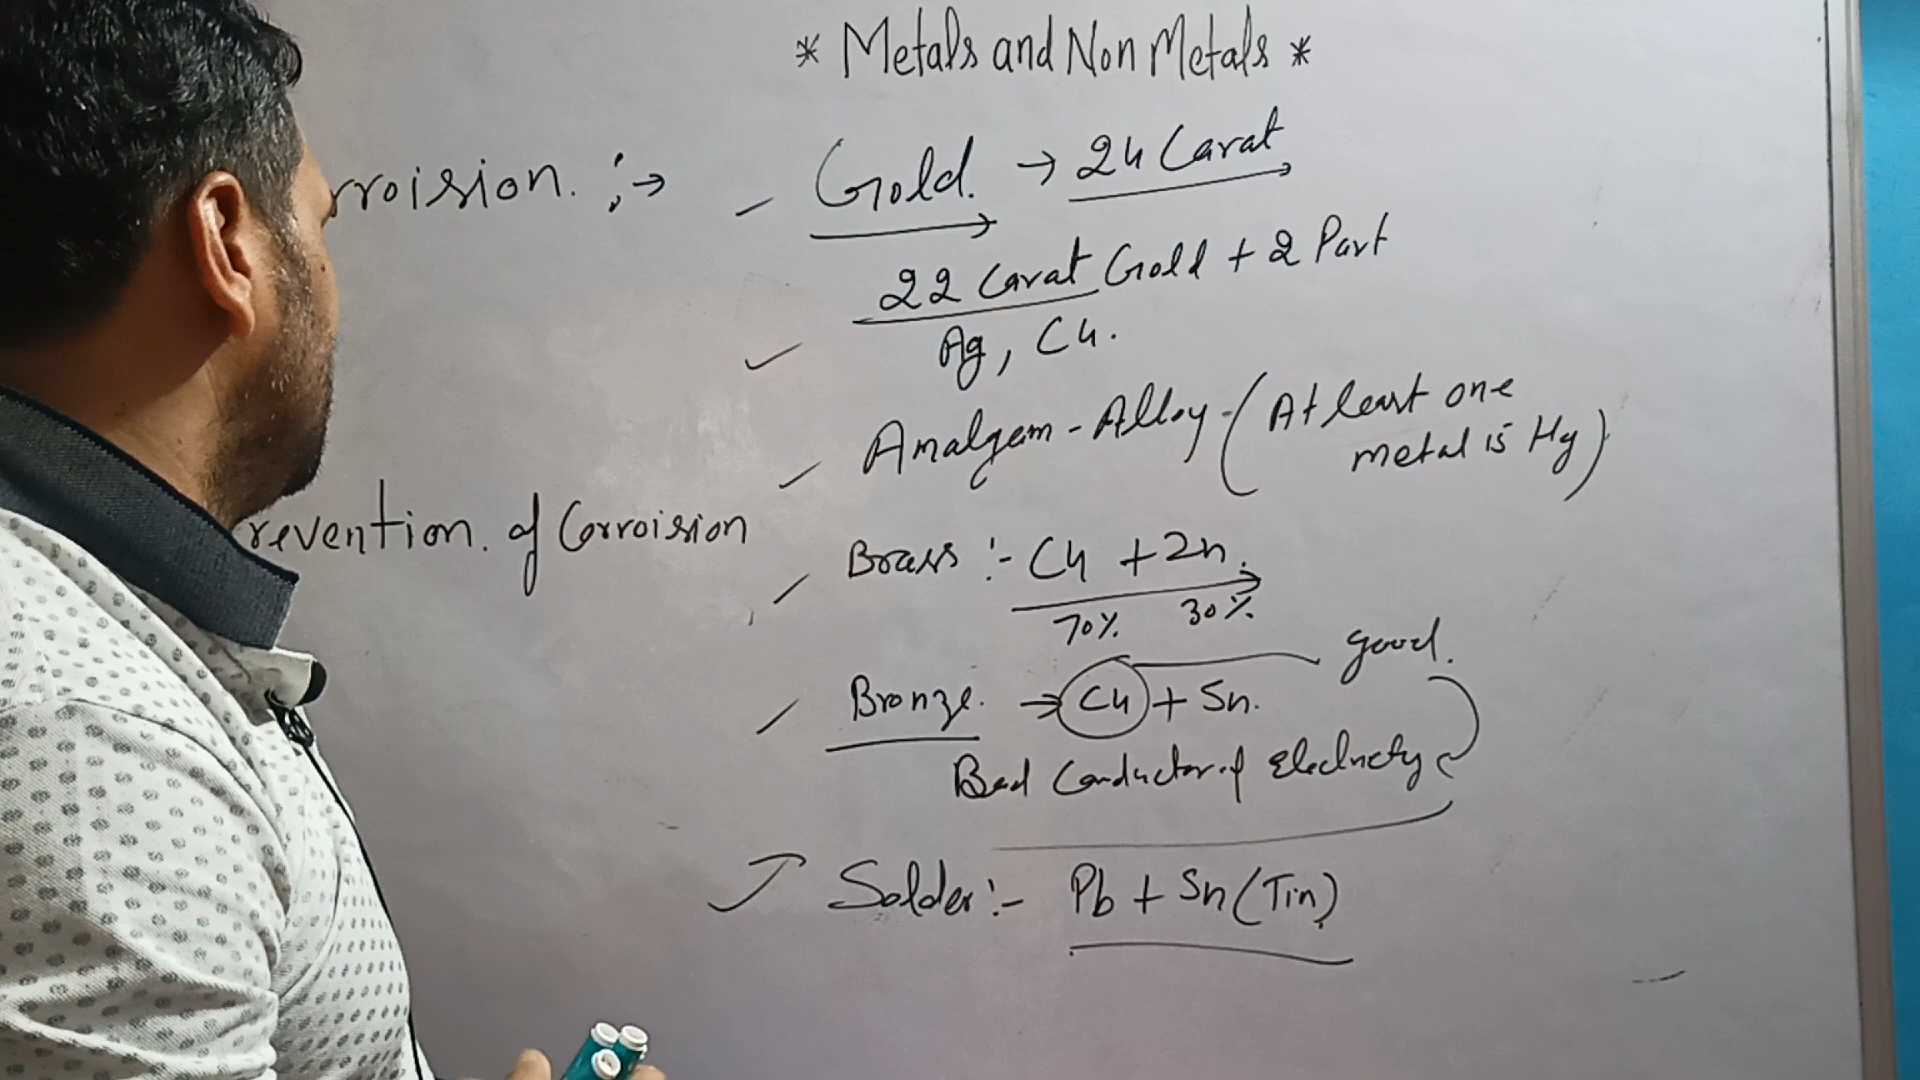 * Metals and Non Metals *
rroision. :→
Gold. → 24 Carat
22 Carat Gold + 2 Part
Ag, Cu.
Amalgam - Alloy - (At least one
metal is Hg)
revention. of Corroision
Brass :- Cu + Zn.
70% 30%
good.
Bronze. → Cu + Sn.
Bad Conductor of Electricity
Solder :- Pb + Sn (Tin)